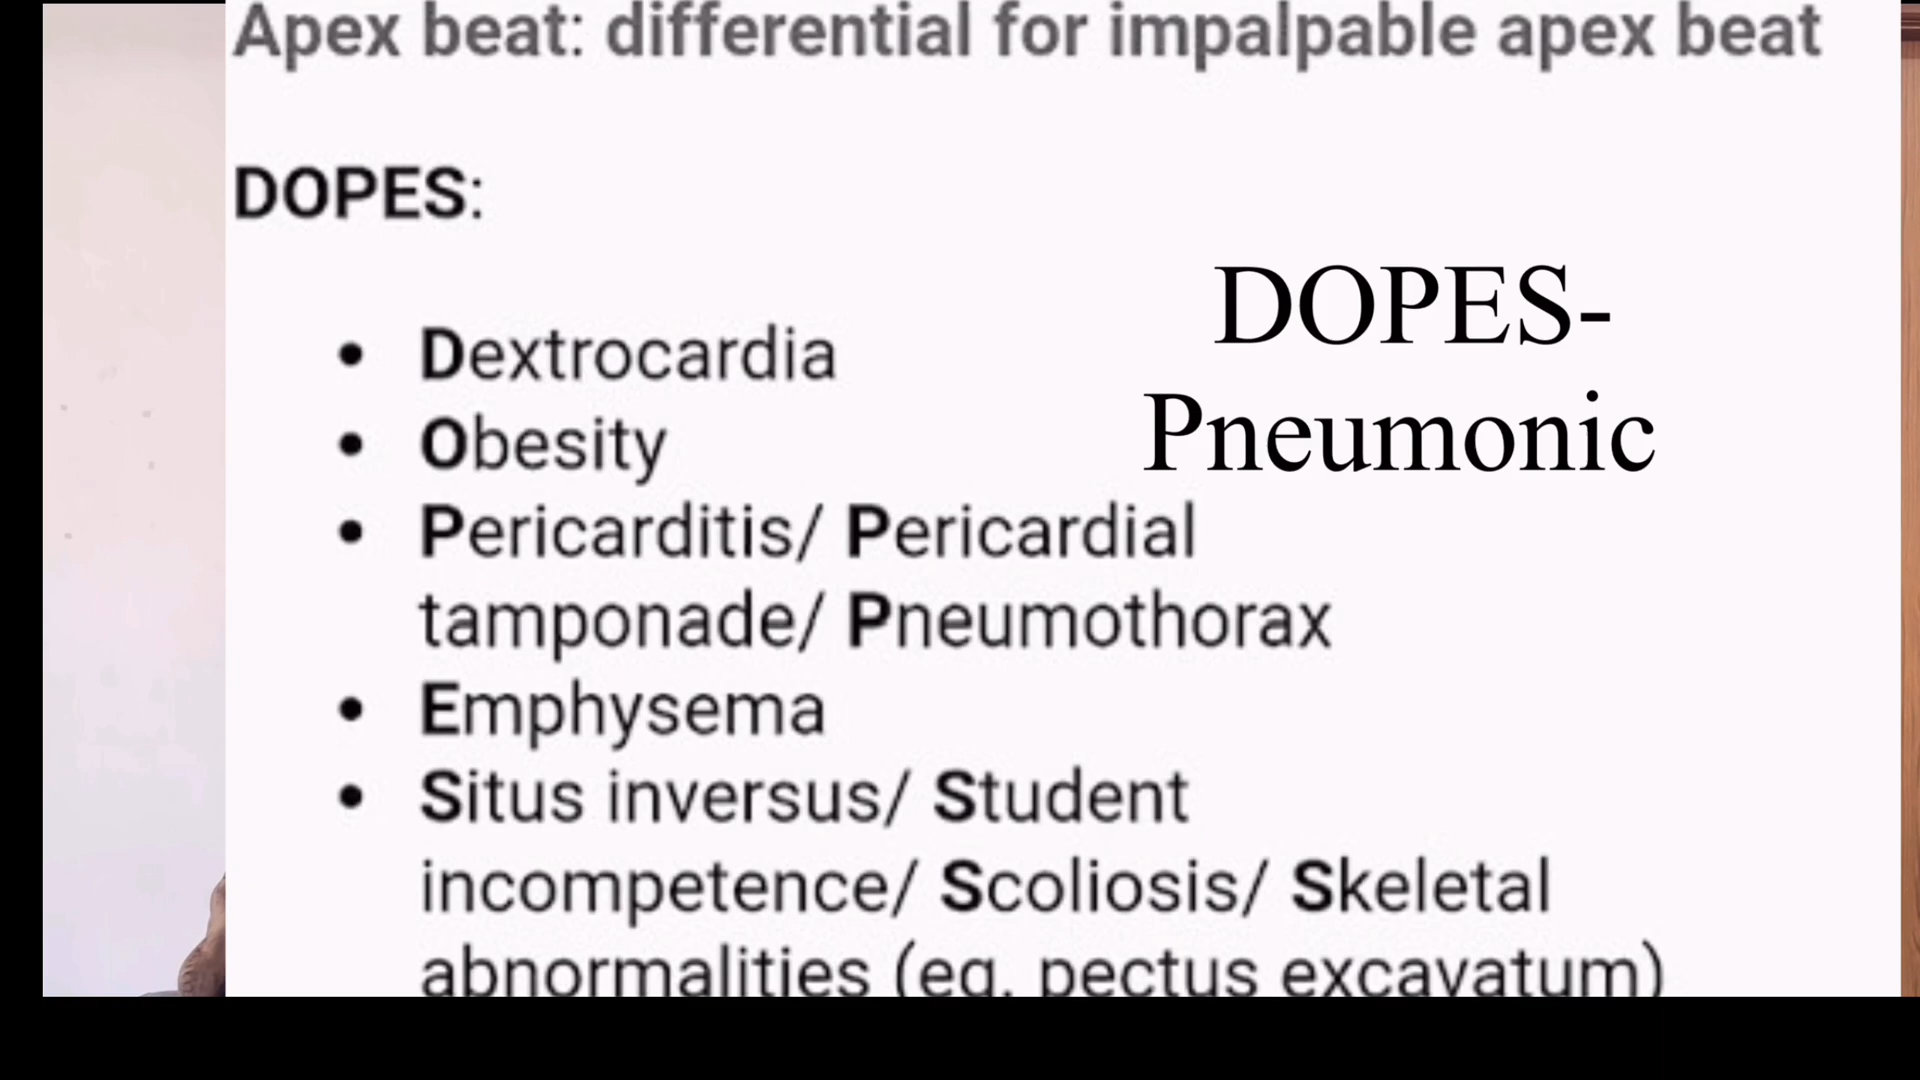 Apex beat: differential for impalpable apex beat
DOPES:
DOPES-
Pneumonic
• Dextrocardia
• Obesity
• Pericarditis/ Pericardial
tamponade/ Pneumothorax
• Emphysema
• Situs inversus/ Student
incompetence/ Scoliosis/ Skeletal
abnormalities (eg. pectus excavatum)